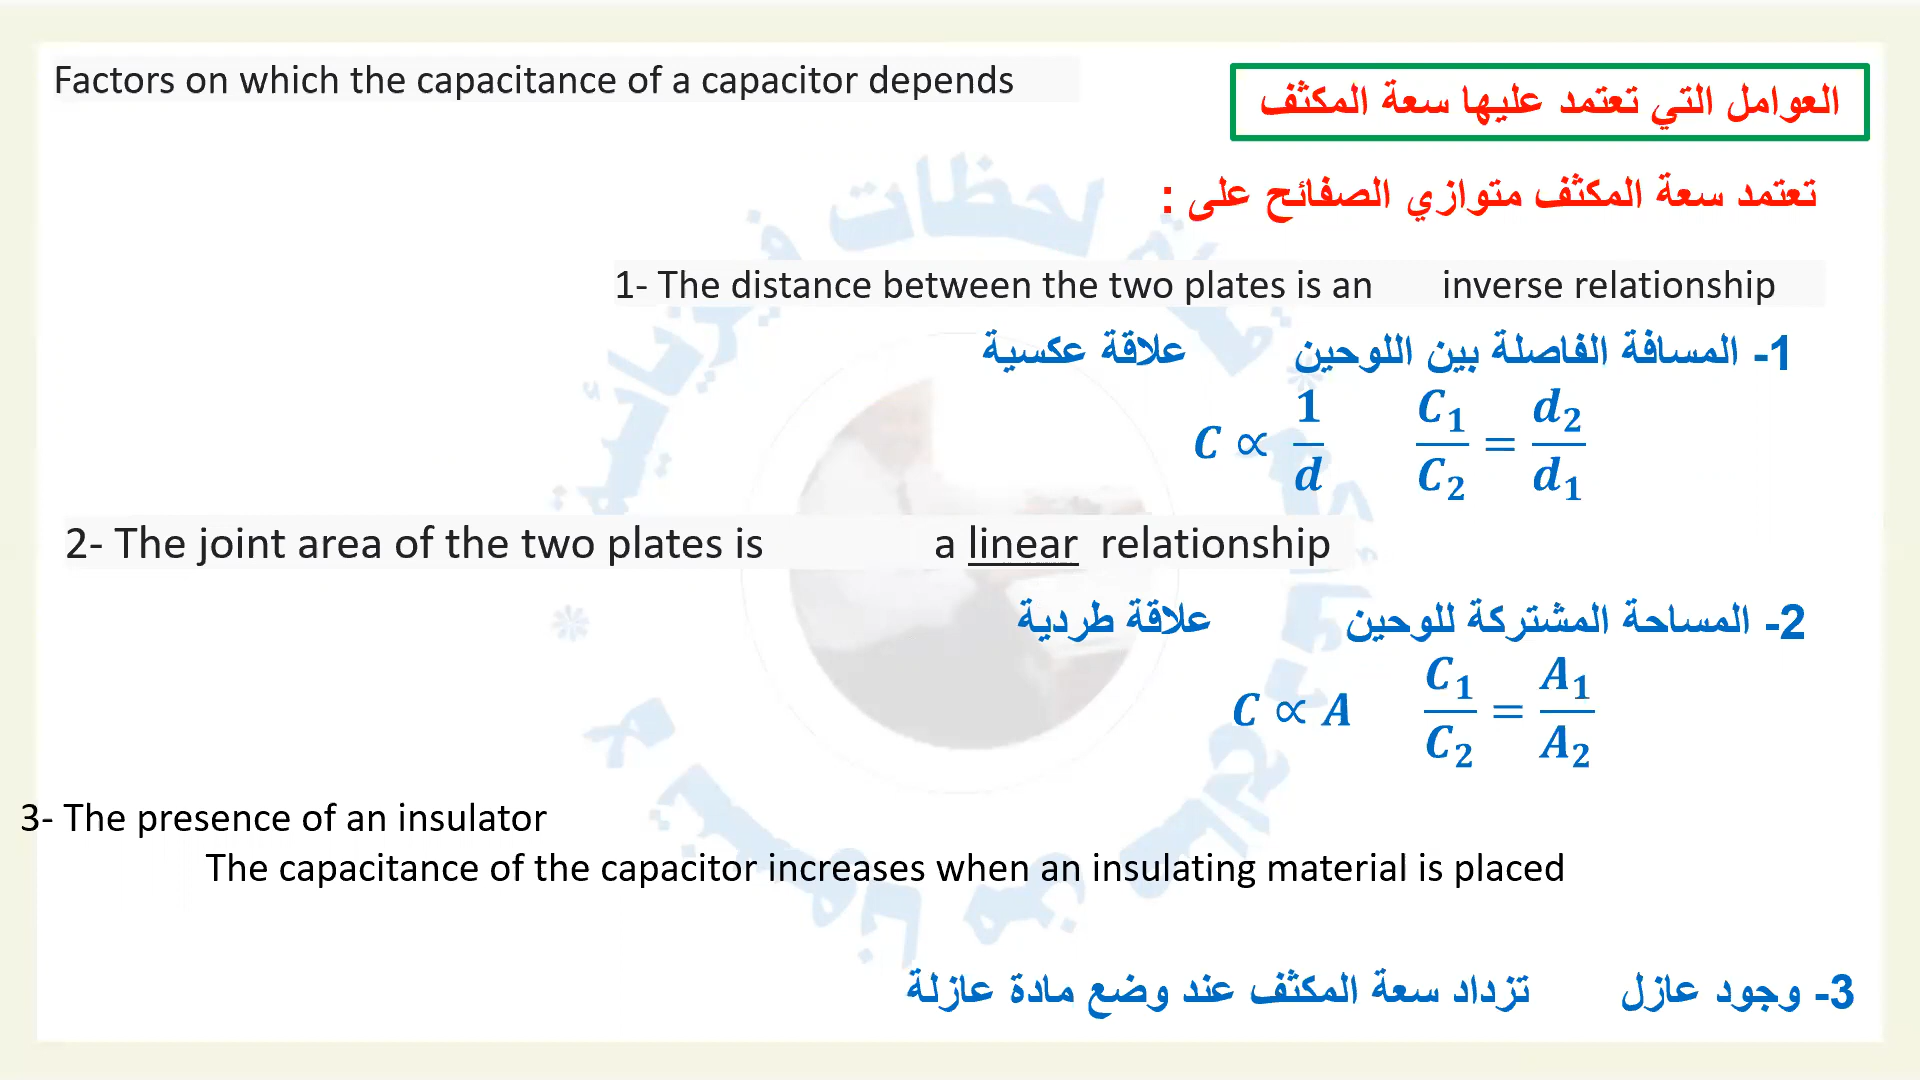 Factors on which the capacitance of a capacitor depends
العوامل التي تعتمد عليها سعة المكثف
تعتمد سعة المكثف متوازي الصفائح على :
1- The distance between the two plates is an inverse relationship
1- المسافة الفاصلة بين اللوحين علاقة عكسية
C ∝ 1/d C₁/C₂ = d₂/d₁
2- The joint area of the two plates is a linear relationship
2- المساحة المشتركة للوحين علاقة طردية
C ∝ A C₁/C₂ = A₁/A₂
3- The presence of an insulator
The capacitance of the capacitor increases when an insulating material is placed
3- وجود عازل تزداد سعة المكثف عند وضع مادة عازلة